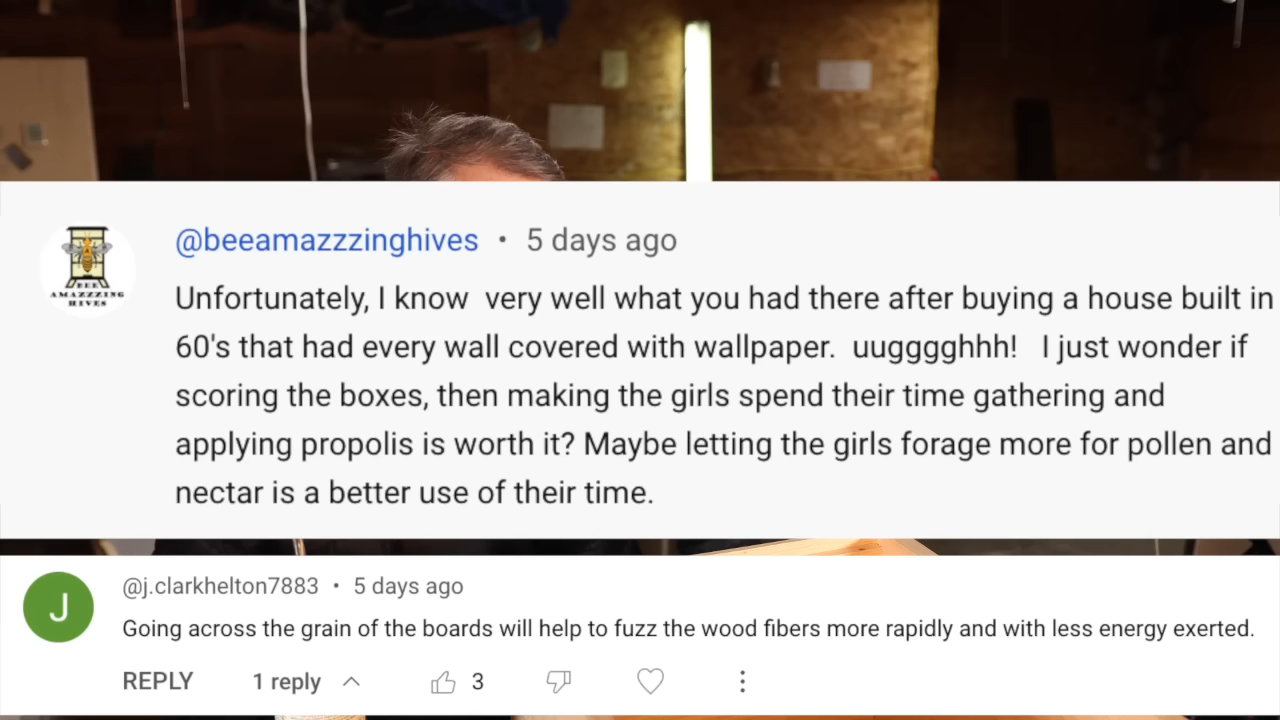 @beeamazzzinghives • 5 days ago
BEE
AMAZZZING
HIVES
Unfortunately, I know  very well what you had there after buying a house built in
60's that had every wall covered with wallpaper.  uugggghhh!   I just wonder if
scoring the boxes, then making the girls spend their time gathering and
applying propolis is worth it? Maybe letting the girls forage more for pollen and
nectar is a better use of their time.
J
@j.clarkhelton7883 • 5 days ago
Going across the grain of the boards will help to fuzz the wood fibers more rapidly and with less energy exerted.
REPLY 1 reply 3